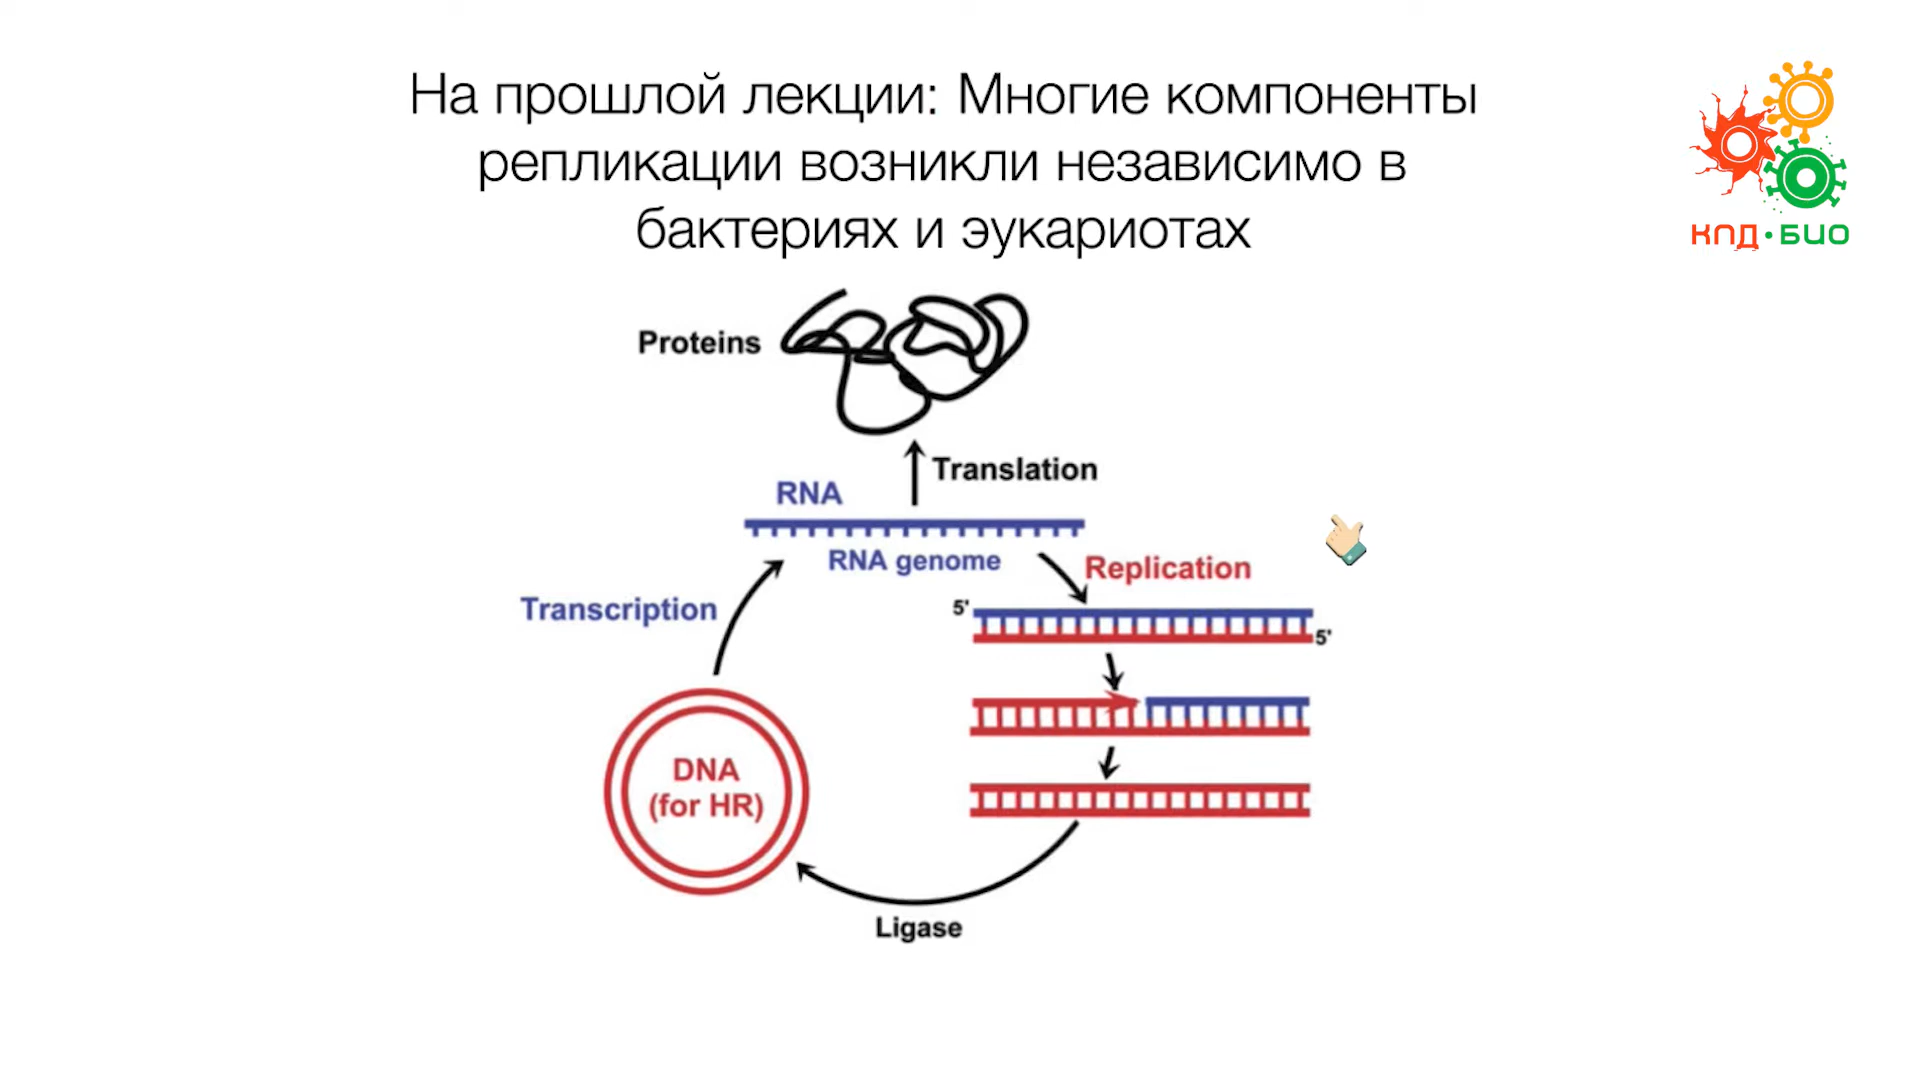 На прошлой лекции: Многие компоненты
репликации возникли независимо в
бактериях и эукариотах
КПД•БИО
Proteins
Translation
RNA
RNA genome
Replication
Transcription
5'
5'
DNA
(for HR)
Ligase